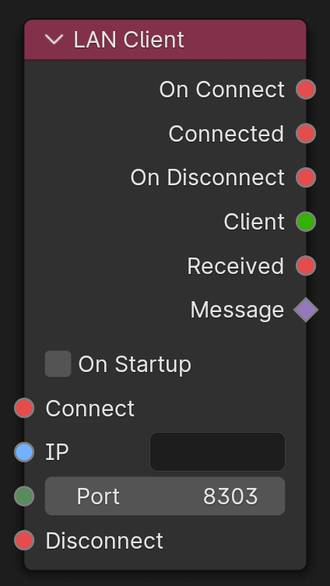 LAN Client
On Connect
Connected
On Disconnect
Client
Received
Message
On Startup
Connect
IP
Port 8303
Disconnect